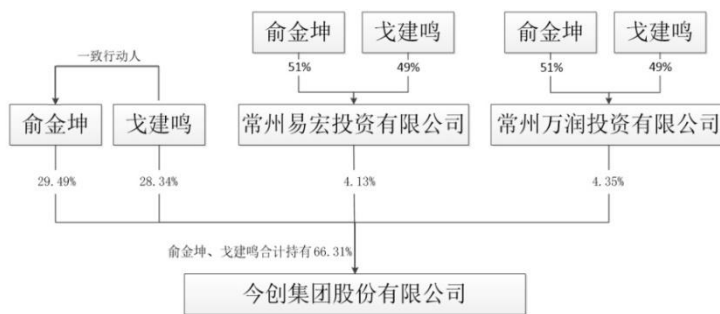 俞金坤
戈建鸣
俞金坤
戈建鸣
51%
49%
51%
49%
一致行动人
俞金坤
戈建鸣
常州易宏投资有限公司
常州万润投资有限公司
29.49%
28.34%
4.13%
4.35%
俞金坤、戈建鸣合计持有66.31%
今创集团股份有限公司